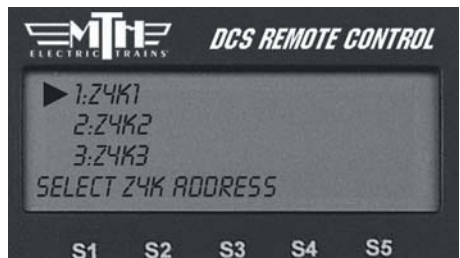 MTH
ELECTRIC TRAINS
DCS REMOTE CONTROL
1:Z4K1
2:Z4K2
3:Z4K3
SELECT Z4K ADDRESS
S1 S2 S3 S4 S5